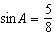 sin A = 5/8